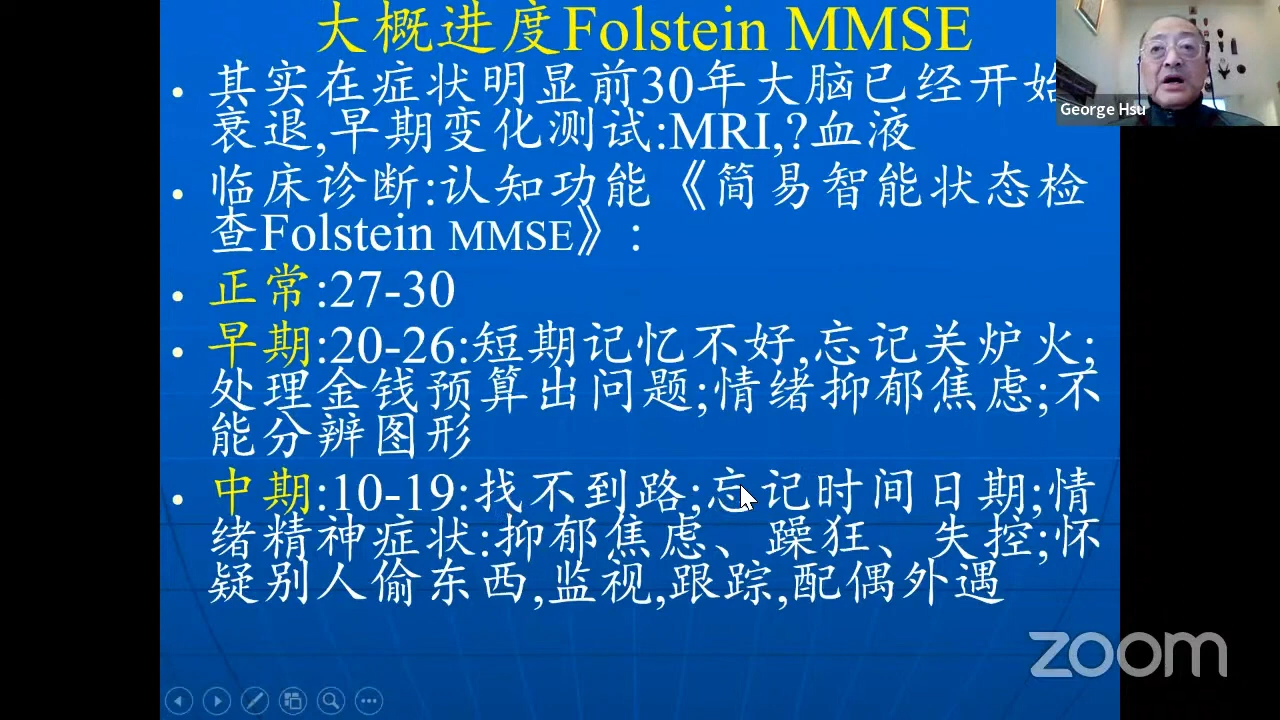 大概进度Folstein MMSE
• 其实在症状明显前30年大脑已经开始
衰退,早期变化测试:MRI,?血液
• 临床诊断:认知功能《简易智能状态检
查Folstein MMSE》:
• 正常:27-30
• 早期:20-26:短期记忆不好,忘记关炉火;
处理金钱预算出问题;情绪抑郁焦虑;不
能分辨图形
• 中期:10-19:找不到路;忘记时间日期;情
绪精神症状:抑郁焦虑、躁狂、失控;怀
疑别人偷东西,监视,跟踪,配偶外遇
George Hsu
zoom